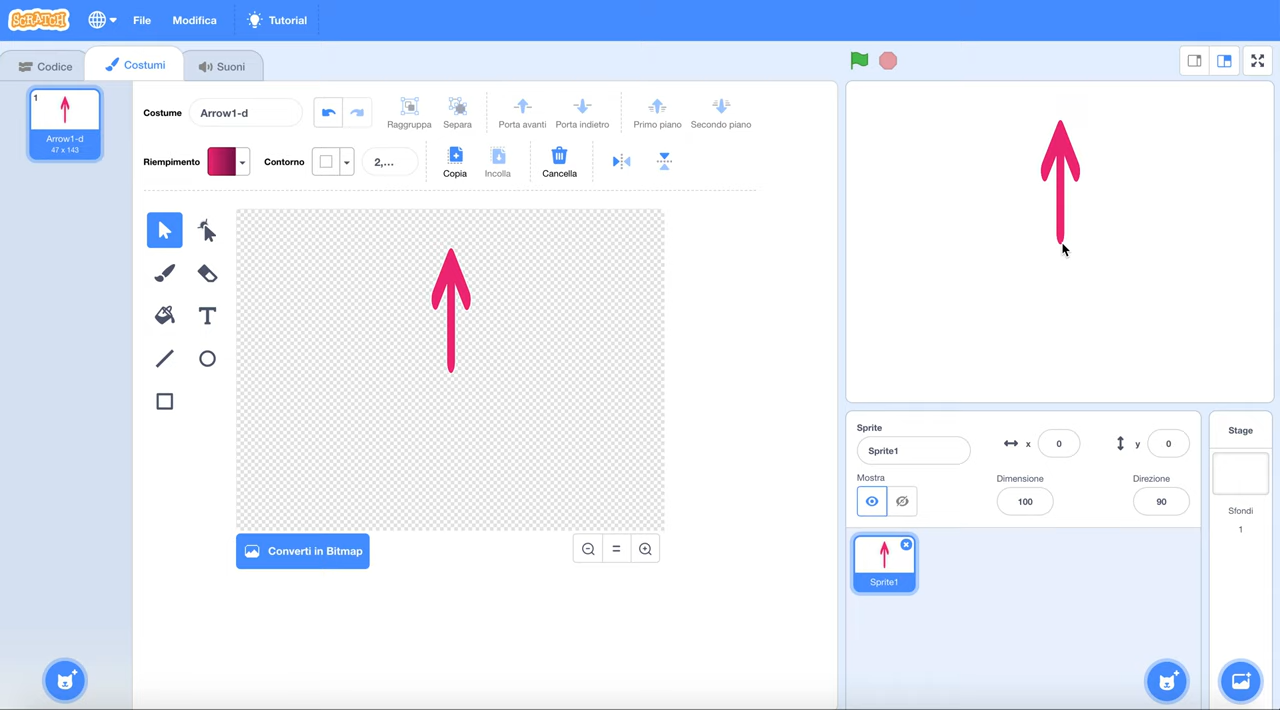 SCRATCH File Modifica Tutorial
Codice Costumi Suoni
1
Arrow1-d
47 x 143
Costume Arrow1-d Raggruppa Separa Porta avanti Porta indietro Primo piano Secondo piano
Riempimento Contorno 2,... Copia Incolla Cancella
T
Converti in Bitmap
Sprite
Sprite1
x 0
y 0
Mostra
Dimensione
100
Direzione
90
Sprite1
Stage
Sfondi
1